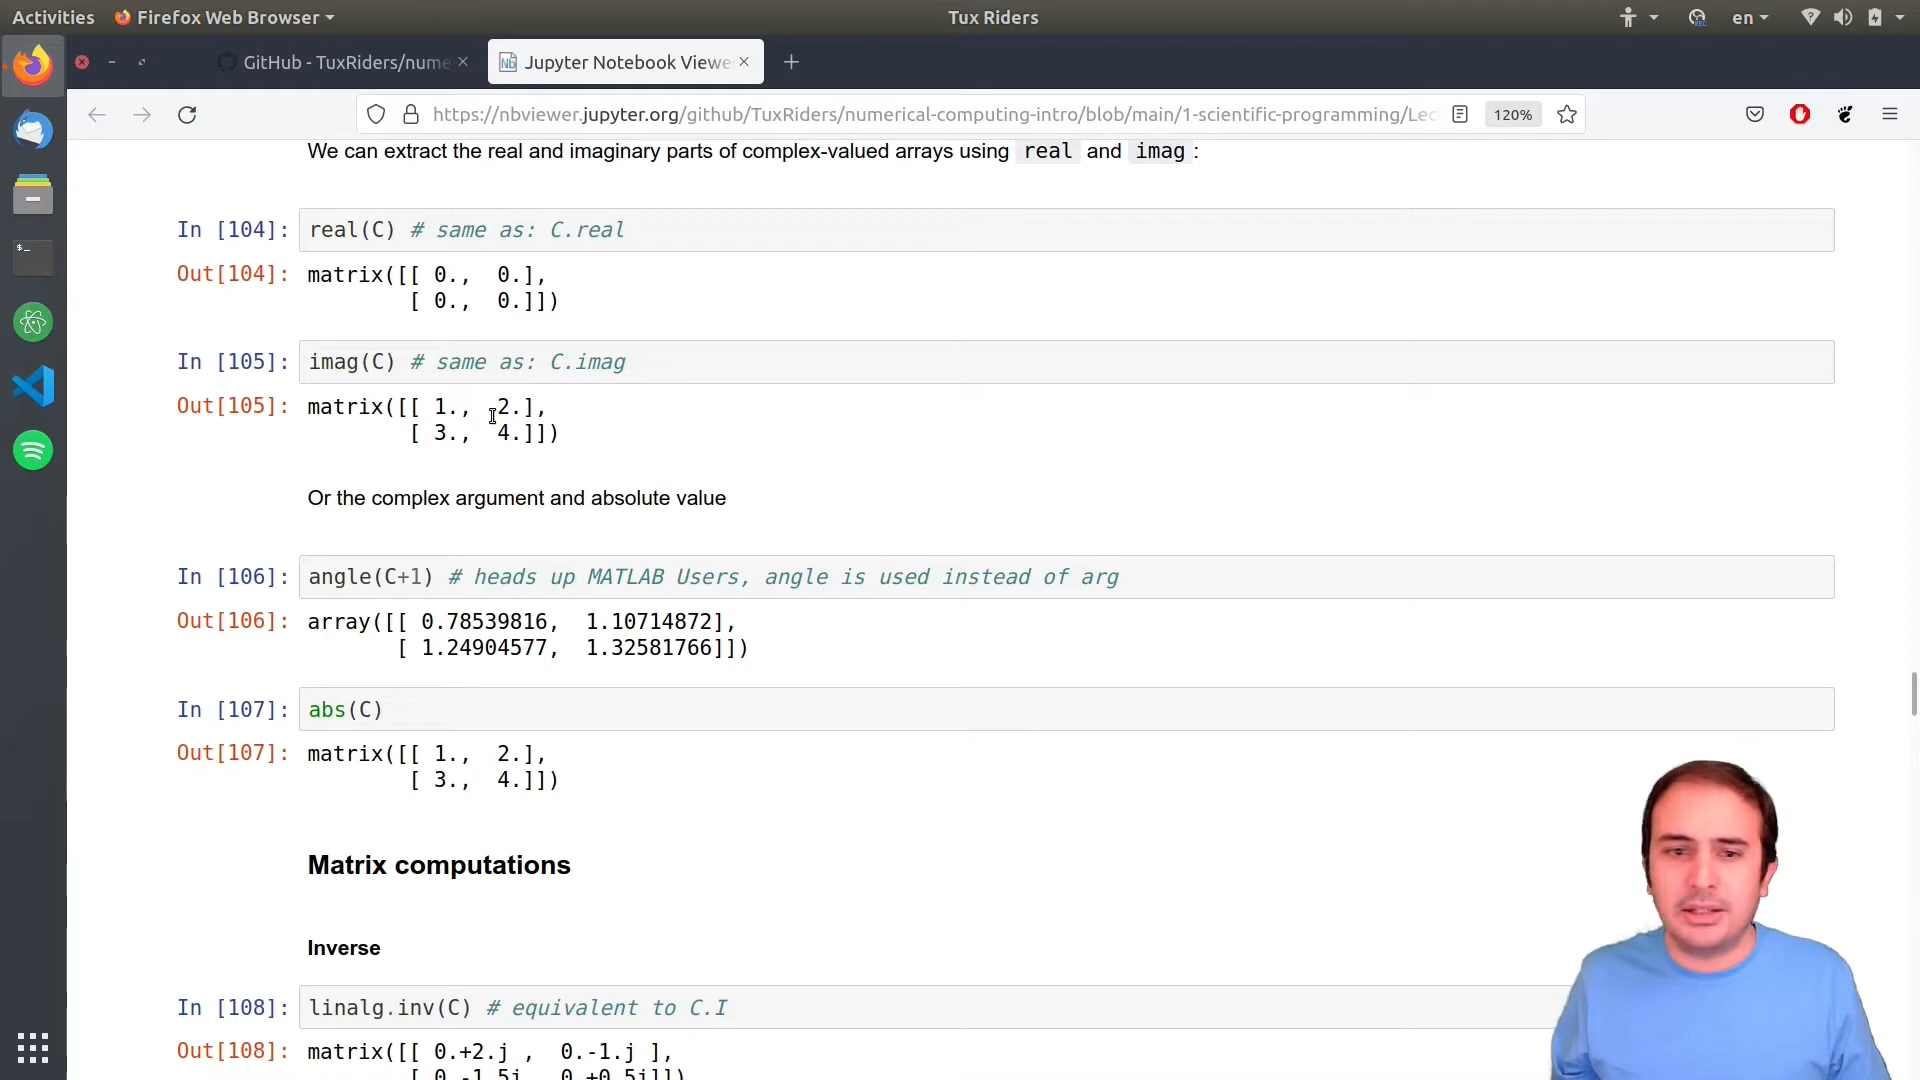 Activities Firefox Web Browser Tux Riders en
GitHub - TuxRiders/nume Jupyter Notebook Viewe
https://nbviewer.jupyter.org/github/TuxRiders/numerical-computing-intro/blob/main/1-scientific-programming/Lec 120%
We can extract the real and imaginary parts of complex-valued arrays using real and imag :
In [104]: real(C) # same as: C.real
Out[104]: matrix([[ 0., 0.],
[ 0., 0.]])
In [105]: imag(C) # same as: C.imag
Out[105]: matrix([[ 1., 2.],
[ 3., 4.]])
Or the complex argument and absolute value
In [106]: angle(C+1) # heads up MATLAB Users, angle is used instead of arg
Out[106]: array([[ 0.78539816, 1.10714872],
[ 1.24904577, 1.32581766]])
In [107]: abs(C)
Out[107]: matrix([[ 1., 2.],
[ 3., 4.]])
Matrix computations
Inverse
In [108]: linalg.inv(C) # equivalent to C.I
Out[108]: matrix([[ 0.+2.j , 0.-1.j ],
[ 0.-1.5j, 0.+0.5j]])